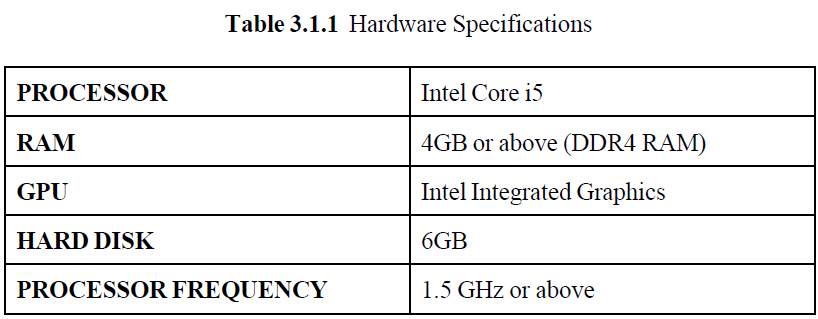 Table 3.1.1 Hardware Specifications
PROCESSOR Intel Core i5
RAM 4GB or above (DDR4 RAM)
GPU Intel Integrated Graphics
HARD DISK 6GB
PROCESSOR FREQUENCY 1.5 GHz or above